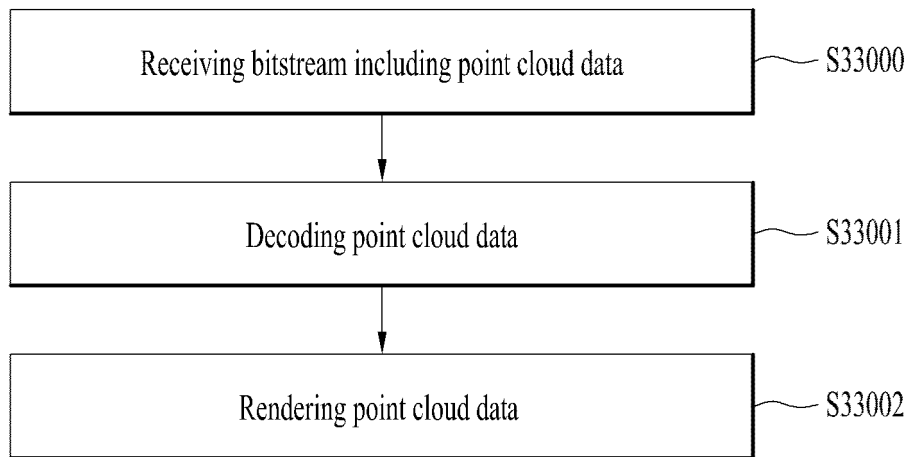 Receiving bitstream including point cloud data
S33000
Decoding point cloud data
S33001
Rendering point cloud data
S33002